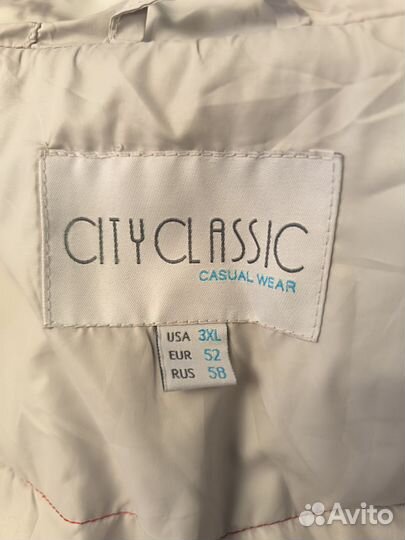 CITYCLASSIC
CASUAL WEAR
USA 3XL
EUR 52
RUS 58
Avito